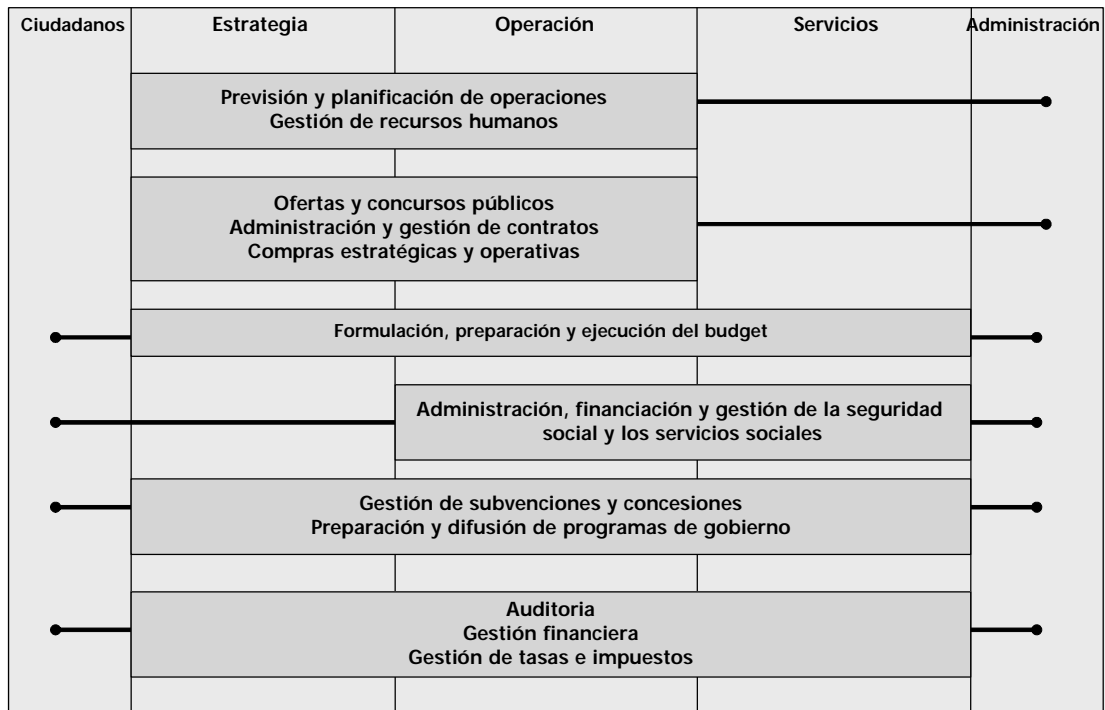 Ciudadanos Estrategia Operación Servicios Administración
Previsión y planificación de operaciones
Gestión de recursos humanos
Ofertas y concursos públicos
Administración y gestión de contratos
Compras estratégicas y operativas
Formulación, preparación y ejecución del budget
Administración, financiación y gestión de la seguridad
social y los servicios sociales
Gestión de subvenciones y concesiones
Preparación y difusión de programas de gobierno
Auditoria
Gestión financiera
Gestión de tasas e impuestos